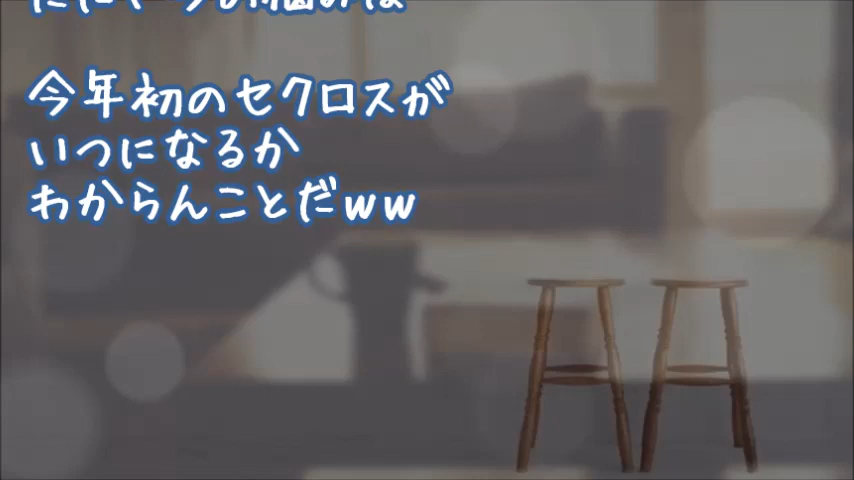 今年初のセクロスが
いつになるか
わからんことだww